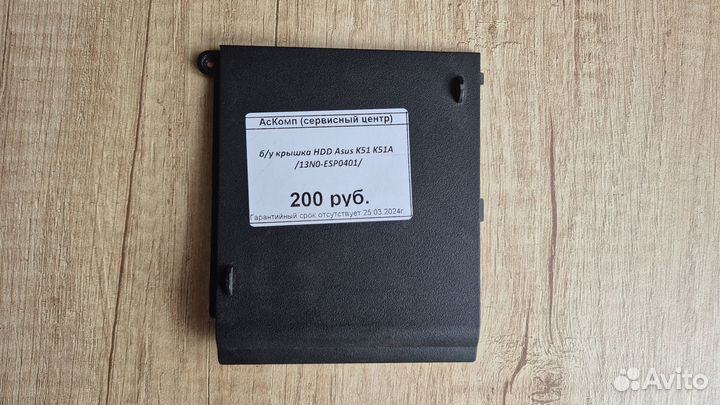 АсКомп (сервисный центр)
б/у крышка HDD Asus K51 K51A
/13N0-ESP0401/
200 руб.
Гарантийный срок отсутствует 25.03.2024г.
Avito